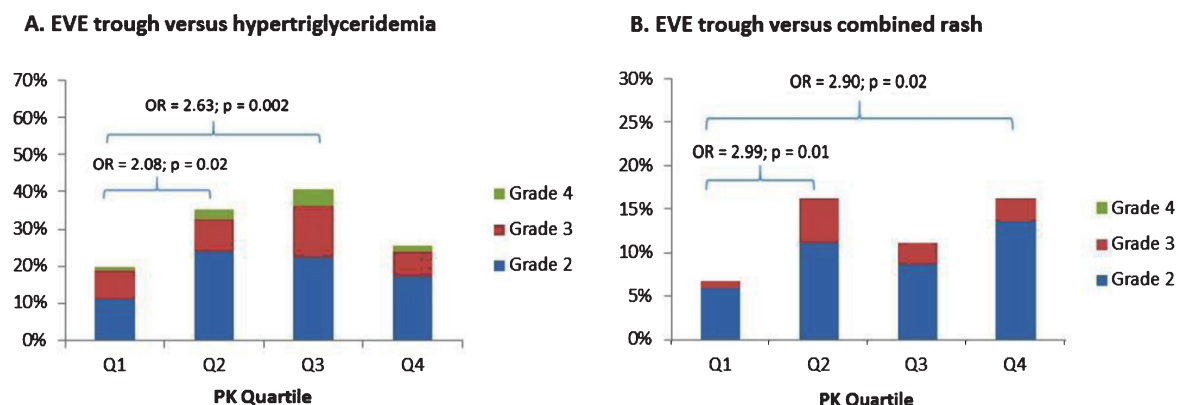 A. EVE trough versus hypertriglyceridemia
70%
60%
50%
40%
30%
20%
10%
0%
OR = 2.63; p = 0.002
OR = 2.08; p = 0.02
Grade 4
Grade 3
Grade 2
Q1 Q2 Q3 Q4
PK Quartile
B. EVE trough versus combined rash
30%
25%
20%
15%
10%
5%
0%
OR = 2.90; p = 0.02
OR = 2.99; p = 0.01
Grade 4
Grade 3
Grade 2
Q1 Q2 Q3 Q4
PK Quartile